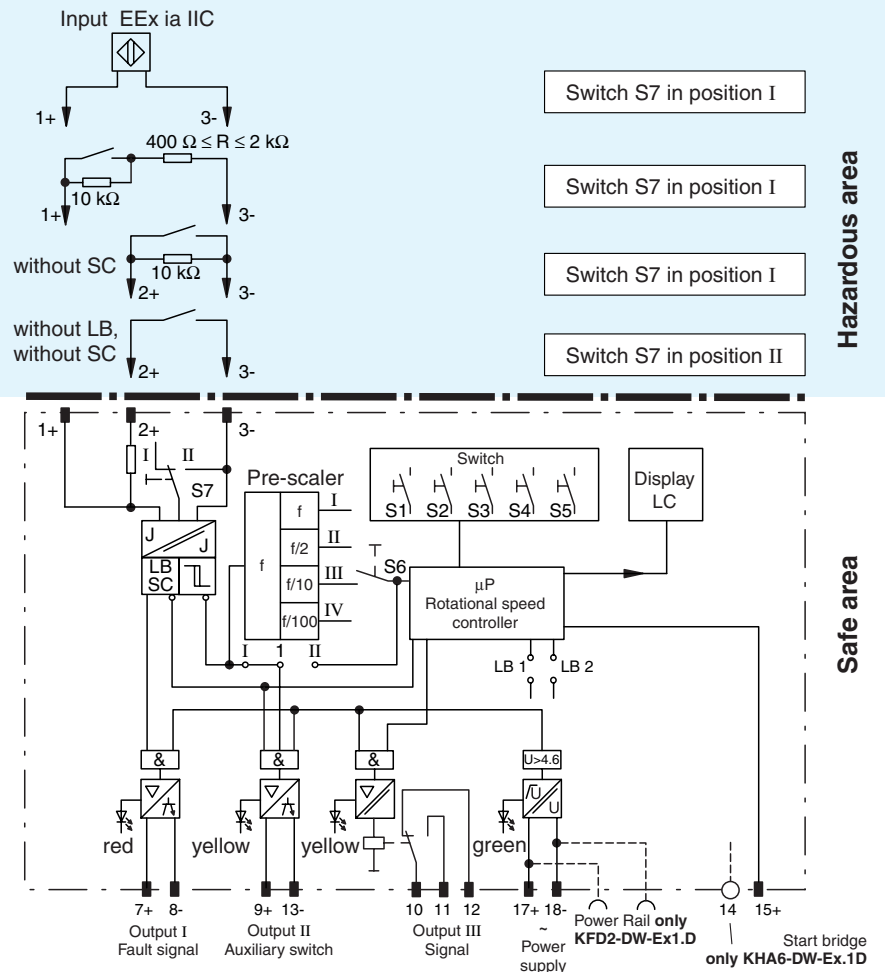 Input EEx ia IIC
Switch S7 in position I
1+ 3-
400 Ω ≤ R ≤ 2 kΩ
10 kΩ
Switch S7 in position I
1+ 3-
without SC
10 kΩ
Switch S7 in position I
2+ 3-
without LB,
without SC
Switch S7 in position II
2+ 3-
Hazardous area
1+ 2+ 3-
I II
S7
Pre-scaler
Switch
S1 S2 S3 S4 S5
Display
LC
J
J
LB
SC
f
f I
f/2 II
f/10 III
f/100 IV
S6
µP
Rotational speed
controller
I 1 II
LB 1 LB 2
Safe area
& & & U>4.6
U
U
red yellow yellow green
7+ 8- 9+ 13- 10 11 12 17+ 18- 14 15+
Output I
Fault signal
Output II
Auxiliary switch
Output III
Signal
~
Power
supply
Power Rail only
KFD2-DW-Ex1.D
Start bridge
only KHA6-DW-Ex.1D